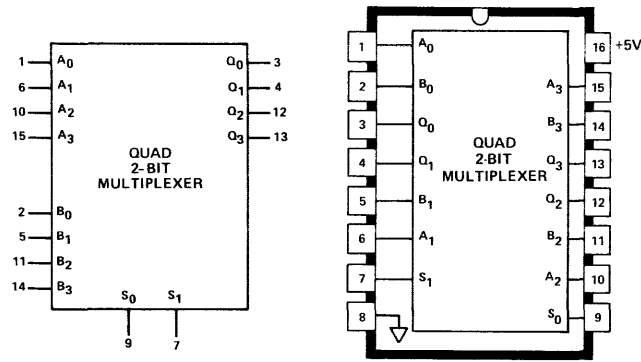 1 A0 Q0 3
6 A1 Q1 4
10 A2 Q2 12
15 A3 Q3 13
QUAD
2-BIT
MULTIPLEXER
2 B0
5 B1
11 B2
14 B3
S0 S1
9 7
1 A0 16 +5V
2 B0 A3 15
3 Q0 B3 14
QUAD
2-BIT
MULTIPLEXER
4 Q1 Q3 13
5 B1 Q2 12
6 A1 B2 11
7 S1 A2 10
8 S0 9